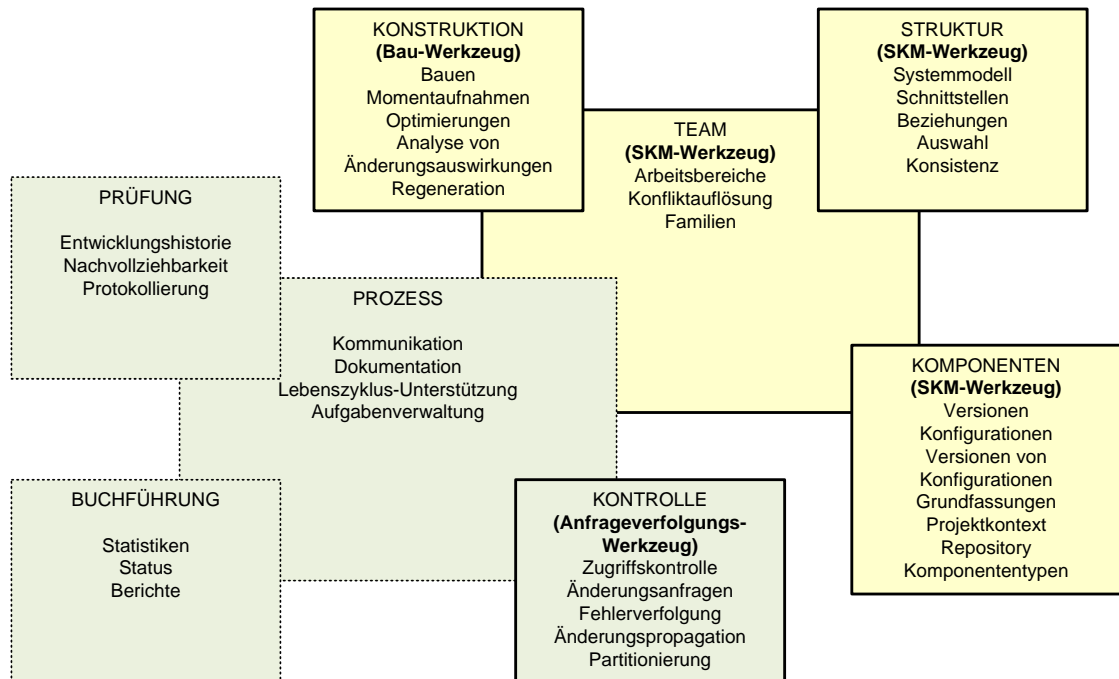 KONSTRUKTION
(Bau-Werkzeug)
Bauen
Momentaufnahmen
Optimierungen
Analyse von
Änderungsauswirkungen
Regeneration
STRUKTUR
(SKM-Werkzeug)
Systemmodell
Schnittstellen
Beziehungen
Auswahl
Konsistenz
TEAM
(SKM-Werkzeug)
Arbeitsbereiche
Konfliktauflösung
Familien
PRÜFUNG
Entwicklungshistorie
Nachvollziehbarkeit
Protokollierung
PROZESS
Kommunikation
Dokumentation
Lebenszyklus-Unterstützung
Aufgabenverwaltung
KOMPONENTEN
(SKM-Werkzeug)
Versionen
Konfigurationen
Versionen von
Konfigurationen
Grundfassungen
Projektkontext
Repository
Komponententypen
BUCHFÜHRUNG
Statistiken
Status
Berichte
KONTROLLE
(Anfrageverfolgungs-
Werkzeug)
Zugriffskontrolle
Änderungsanfragen
Fehlerverfolgung
Änderungspropagation
Partitionierung